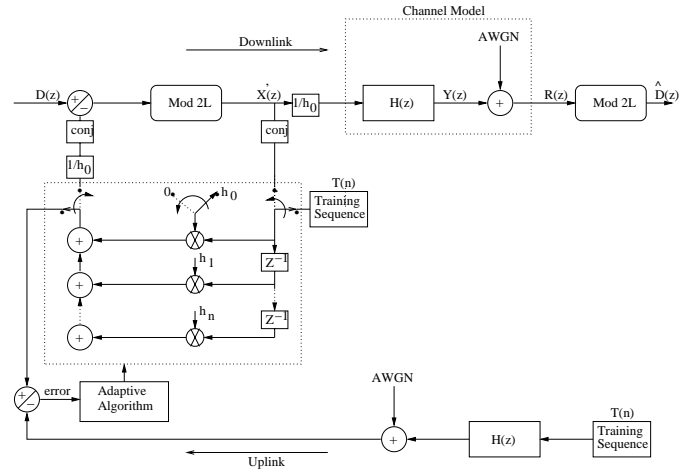 Channel Model
Downlink
AWGN
D(z)
+
−
Mod 2L
X'(z)
1/h0
H(z)
Y(z)
+
R(z)
Mod 2L
^
D(z)
conj
conj
1/h0
0
h0
T(n)
Training
Sequence
+
Z−1
h1
+
hn
Z−1
+
+
−
error
Adaptive
Algorithm
AWGN
T(n)
+
H(z)
Training
Sequence
Uplink